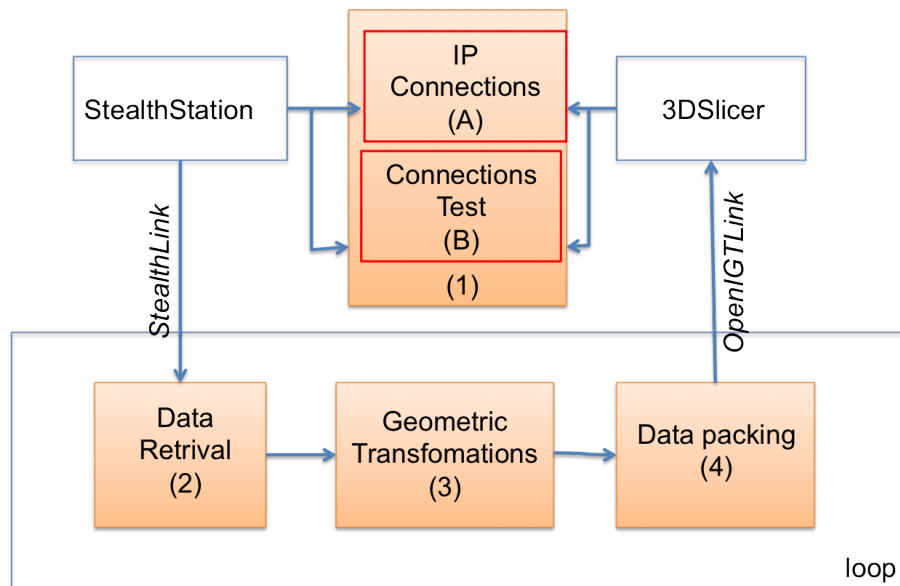 StealthStation
IP
Connections
(A)
Connections
Test
(B)
(1)
3DSlicer
StealthLink
OpenIGTLink
Data
Retrival
(2)
Geometric
Transfomations
(3)
Data packing
(4)
loop